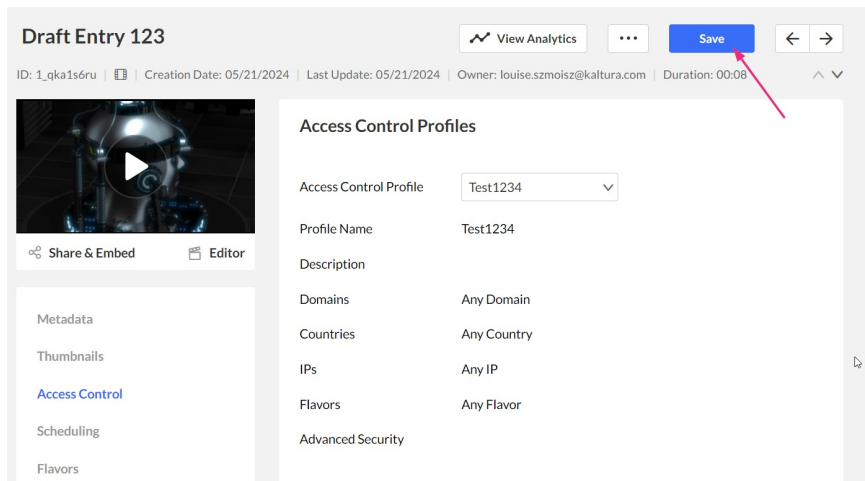 Draft Entry 123
View Analytics
•••
Save
ID: 1_qka1s6ru | Creation Date: 05/21/2024 | Last Update: 05/21/2024 | Owner: louise.szmoisz@kaltura.com | Duration: 00:08
Share & Embed
Editor
Metadata
Thumbnails
Access Control
Scheduling
Flavors
Access Control Profiles
Access Control Profile Test1234
Profile Name Test1234
Description
Domains Any Domain
Countries Any Country
IPs Any IP
Flavors Any Flavor
Advanced Security